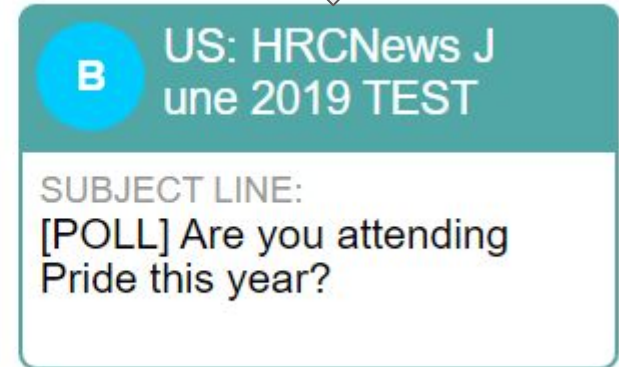 B
US: HRCNews J
une 2019 TEST
SUBJECT LINE:
[POLL] Are you attending
Pride this year?